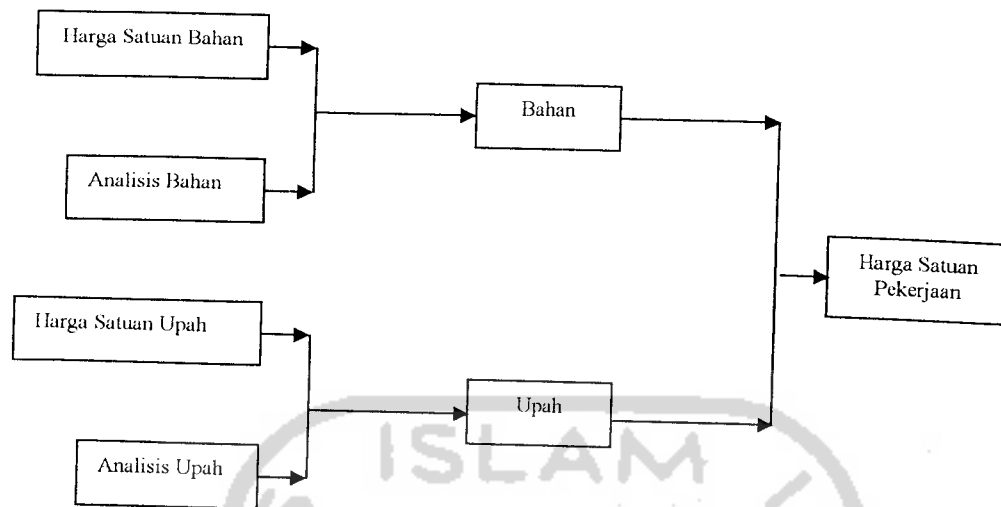 Harga Satuan Bahan
Bahan
Analisis Bahan
Harga Satuan
Pekerjaan
Harga Satuan Upah
Upah
Analisis Upah
ISLAM